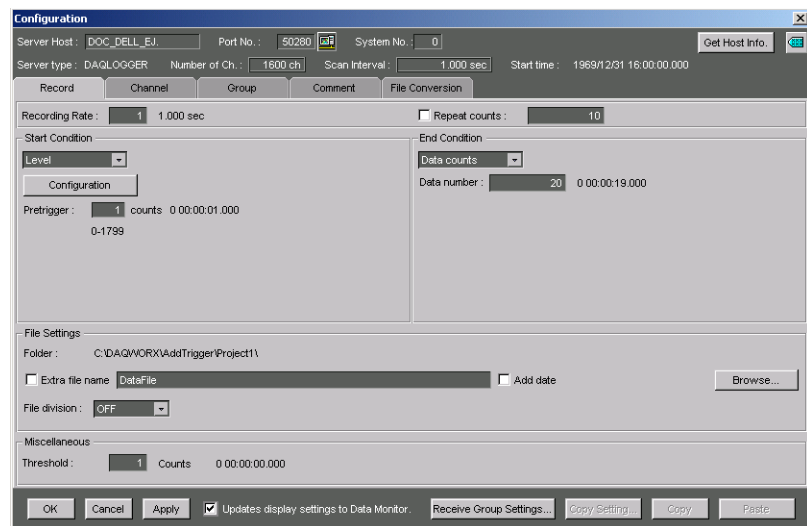 Configuration
Server Host : DOC_DELL_EJ. Port No. : 50280 System No. : 0 Get Host Info.
Server type : DAQLOGGER Number of Ch. : 1600 ch Scan Interval : 1.000 sec Start time : 1969/12/31 16:00:00.000
Record Channel Group Comment File Conversion
Recording Rate : 1 1.000 sec Repeat counts : 10
Start Condition
Level
Configuration
Pretrigger : 1 counts 0 00:00:01.000
0-1799
End Condition
Data counts
Data number : 20 0 00:00:19.000
File Settings
Folder : C:\DAQWORX\AddTrigger\Project1\
Extra file name DataFile Add date Browse...
File division : OFF
Miscellaneous
Threshold : 1 Counts 0 00:00:00.000
OK Cancel Apply Updates display settings to Data Monitor. Receive Group Settings... Copy Setting... Copy Paste